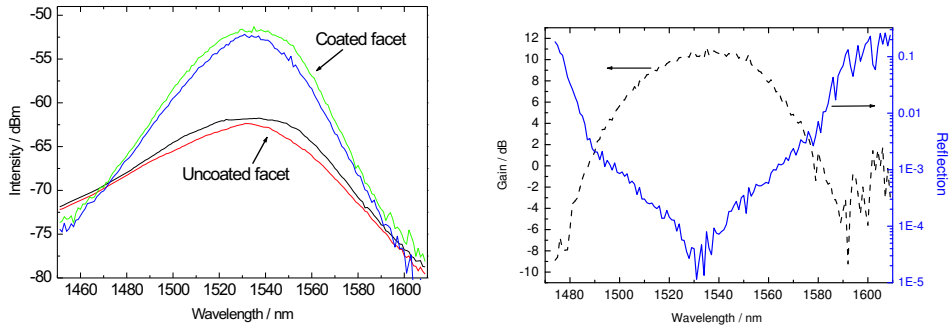 -50
-55
-60
-65
-70
-75
-80
Intensity / dBm
Coated facet
Uncoated facet
1460 1480 1500 1520 1540 1560 1580 1600
Wavelength / nm
12
10
8
6
4
2
0
-2
-4
-6
-8
-10
Gain / dB
0.1
0.01
1E-3
1E-4
1E-5
Reflection
1480 1500 1520 1540 1560 1580 1600
Wavelength / nm